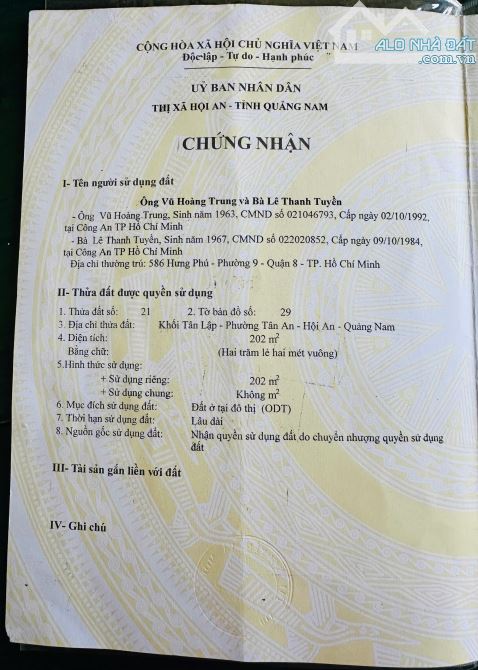 ALO NHÀ ĐẤT
.com.vn
CỘNG HÒA XÃ HỘI CHỦ NGHĨA VIỆT NAM
Độc lập - Tự do - Hạnh phúc
UỶ BAN NHÂN DÂN
THỊ XÃ HỘI AN - TỈNH QUẢNG NAM
CHỨNG NHẬN
I- Tên người sử dụng đất
Ông Vũ Hoàng Trung và Bà Lê Thanh Tuyền
- Ông Vũ Hoàng Trung, Sinh năm 1963, CMND số 021046793, Cấp ngày 02/10/1992,
tại Công An TP Hồ Chí Minh
- Bà Lê Thanh Tuyền, Sinh năm 1967, CMND số 022020852, Cấp ngày 09/10/1984,
tại Công An TP Hồ Chí Minh
Địa chỉ thường trú: 586 Hưng Phú - Phường 9 - Quận 8 - TP. Hồ Chí Minh
II- Thửa đất được quyền sử dụng
1. Thửa đất số: 21 2. Tờ bản đồ số: 29
3. Địa chỉ thửa đất: Khối Tân Lập - Phường Tân An - Hội An - Quảng Nam
4. Diện tích: 202 m²
Bằng chữ: (Hai trăm lẻ hai mét vuông)
5.Hình thức sử dụng:
+ Sử dụng riêng: 202 m²
+ Sử dụng chung: Không m²
6. Mục đích sử dụng đất: Đất ở tại đô thị (ODT)
7. Thời hạn sử dụng đất: Lâu dài
8. Nguồn gốc sử dụng đất: Nhận quyền sử dụng đất do chuyển nhượng quyền sử dụng
đất
III- Tài sản gắn liền với đất
IV- Ghi chú